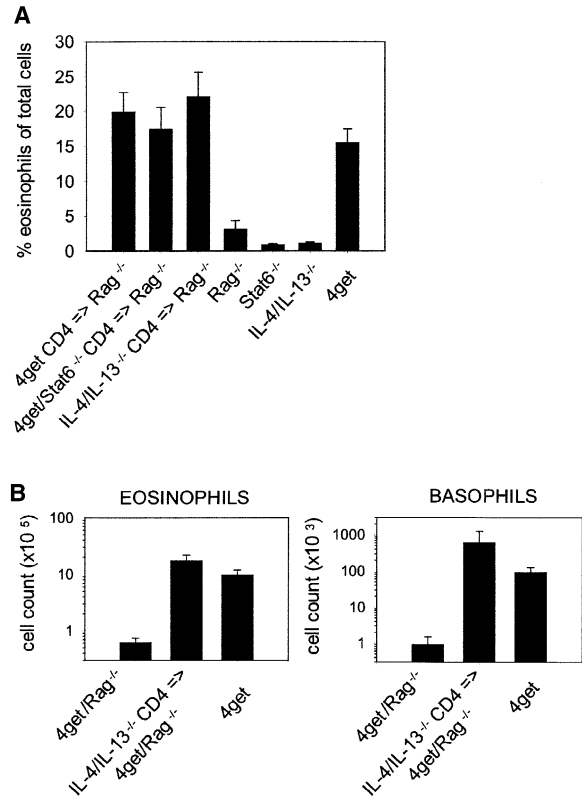 A
% eosinophils of total cells
30
25
20
15
10
5
0
4get CD4 => Rag -/-
4get/Stat6 -/- CD4 => Rag -/-
IL-4/IL-13 -/- CD4 => Rag -/-
Rag -/-
Stat6 -/-
IL-4/IL-13 -/-
4get
B
EOSINOPHILS
cell count (x10 5)
100
10
1
4get/Rag -/-
IL-4/IL-13 -/- CD4 =>
4get/Rag -/-
4get
BASOPHILS
cell count (x10 3)
1000
100
10
1
4get/Rag -/-
IL-4/IL-13 -/- CD4 =>
4get/Rag -/-
4get